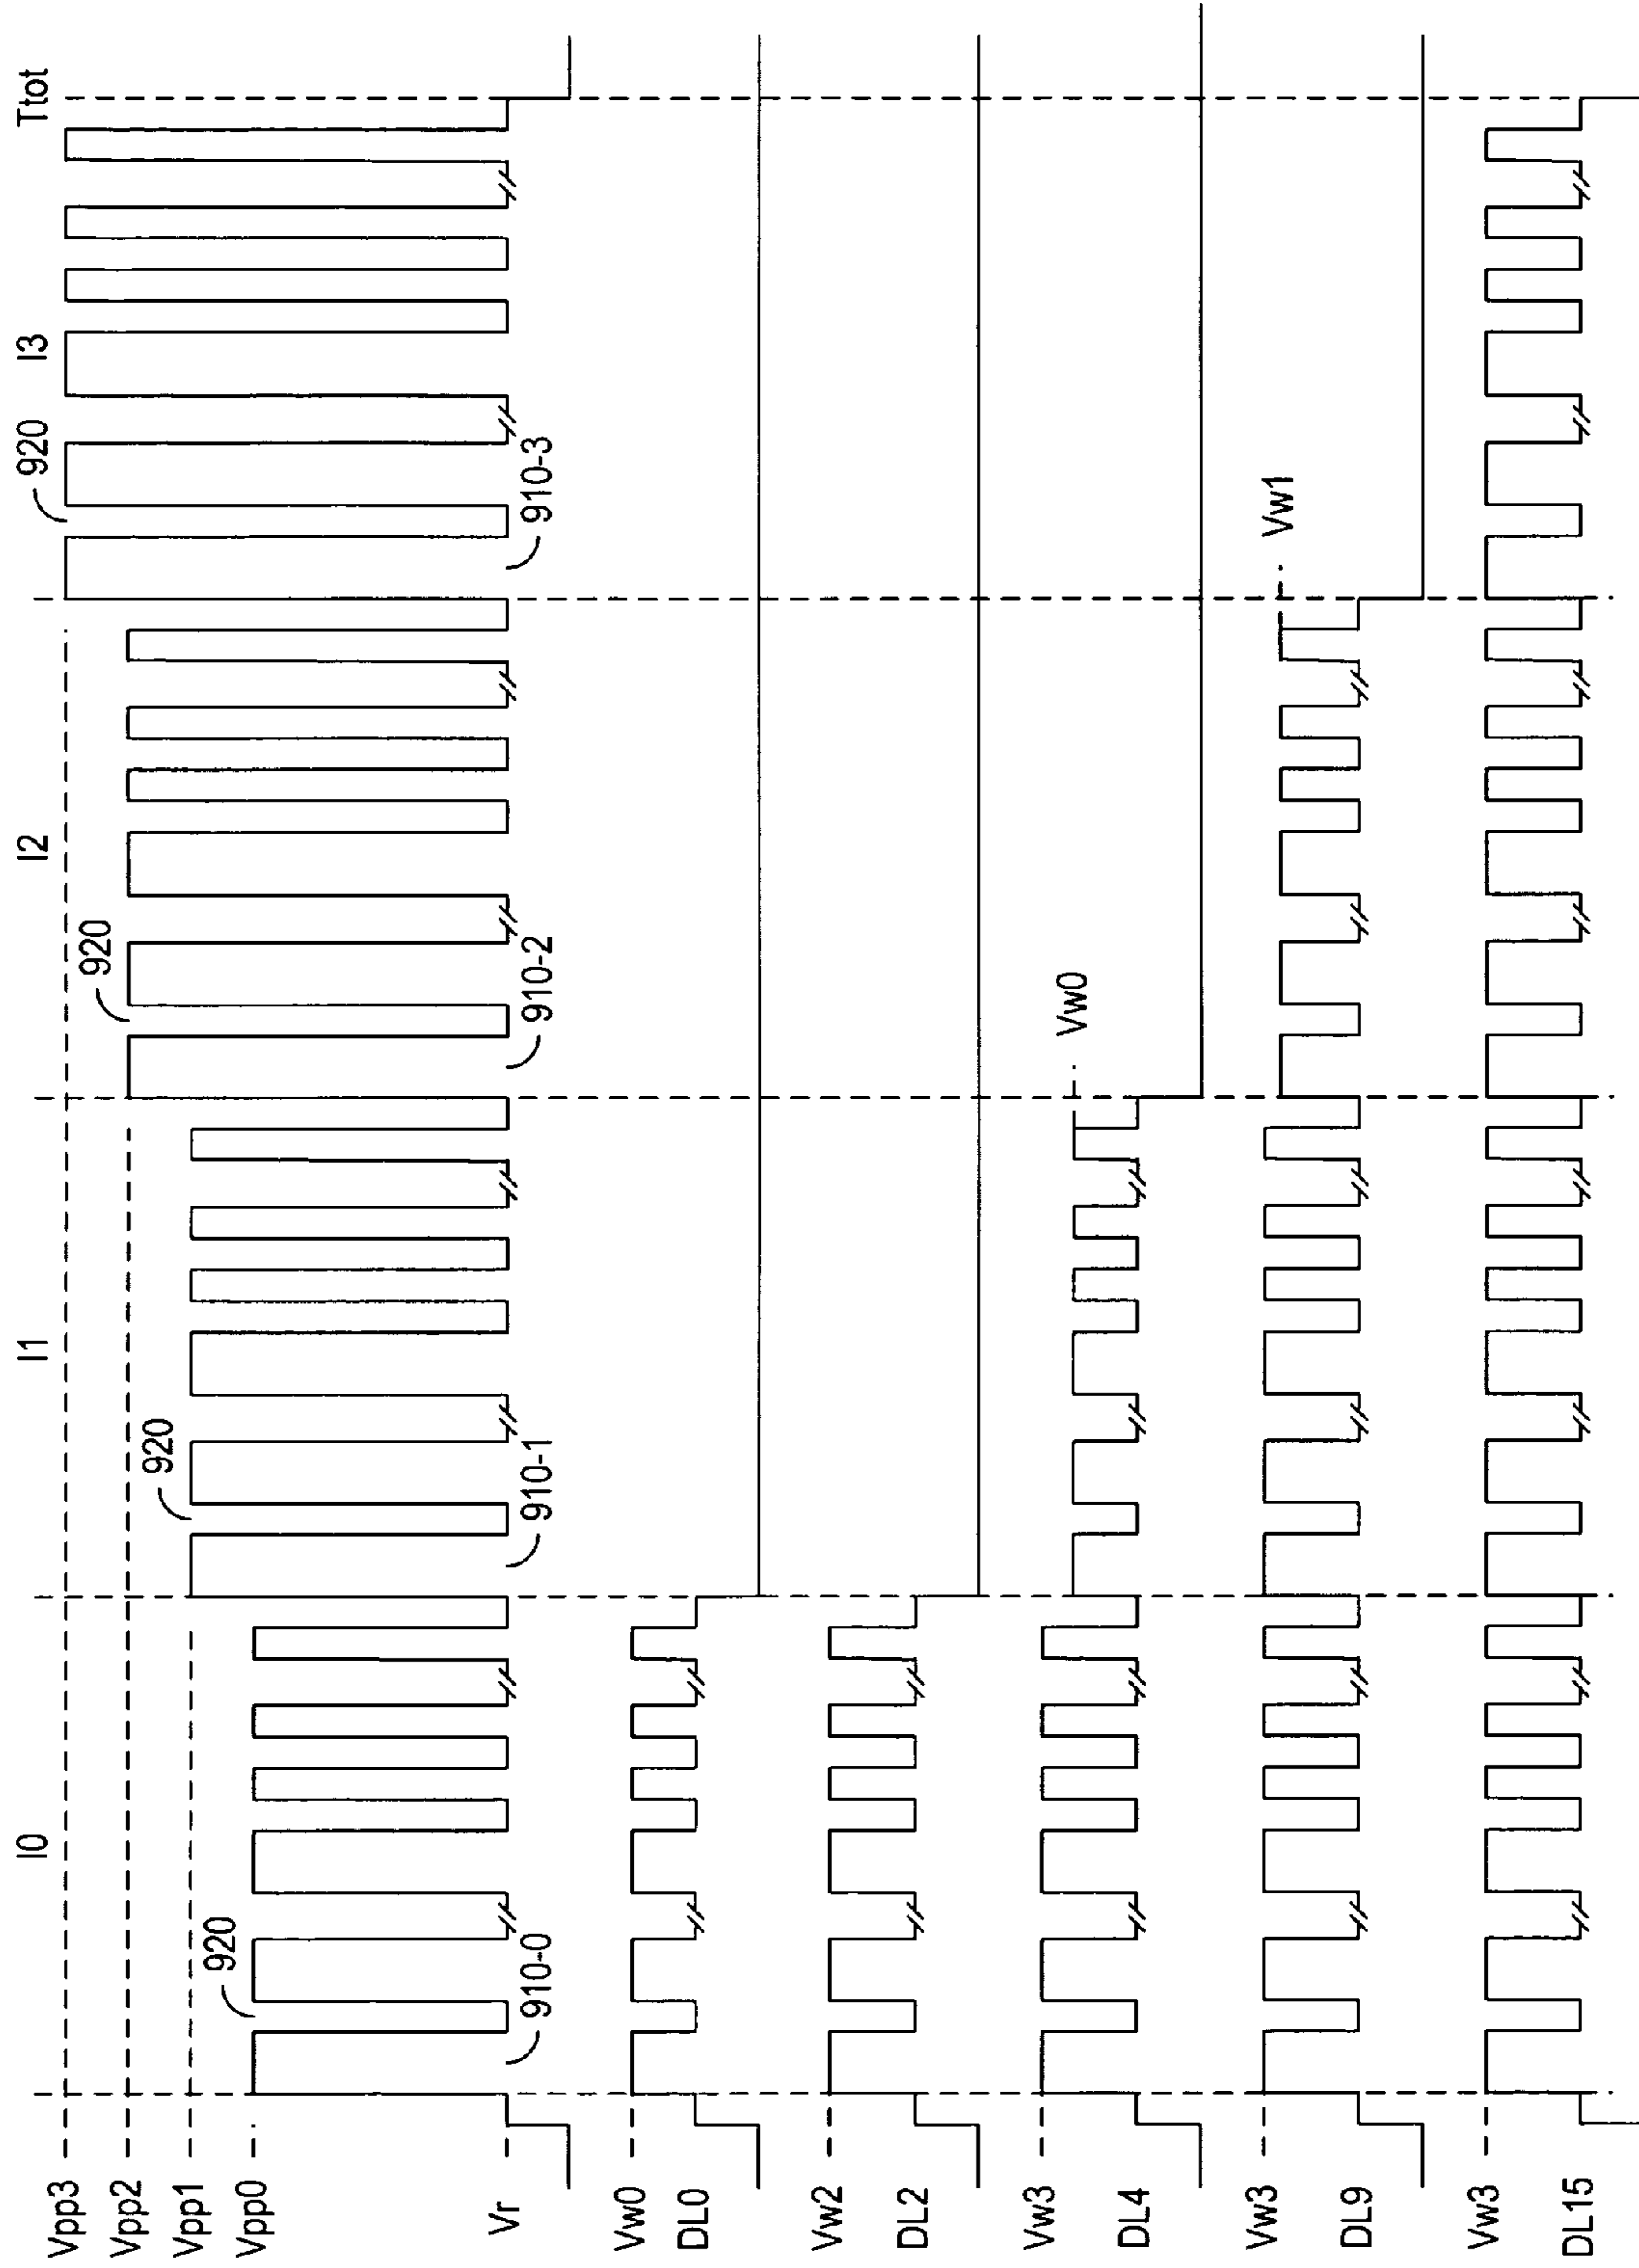 I0
I1
I2
I3
Ttot
Vpp3
Vpp2
Vpp1
Vpp0
920
920
920
920
Vr
910-0
910-1
910-2
910-3
Vw0
DL0
Vw2
DL2
Vw3
Vw0
DL4
Vw3
Vw1
DL9
Vw3
DL15